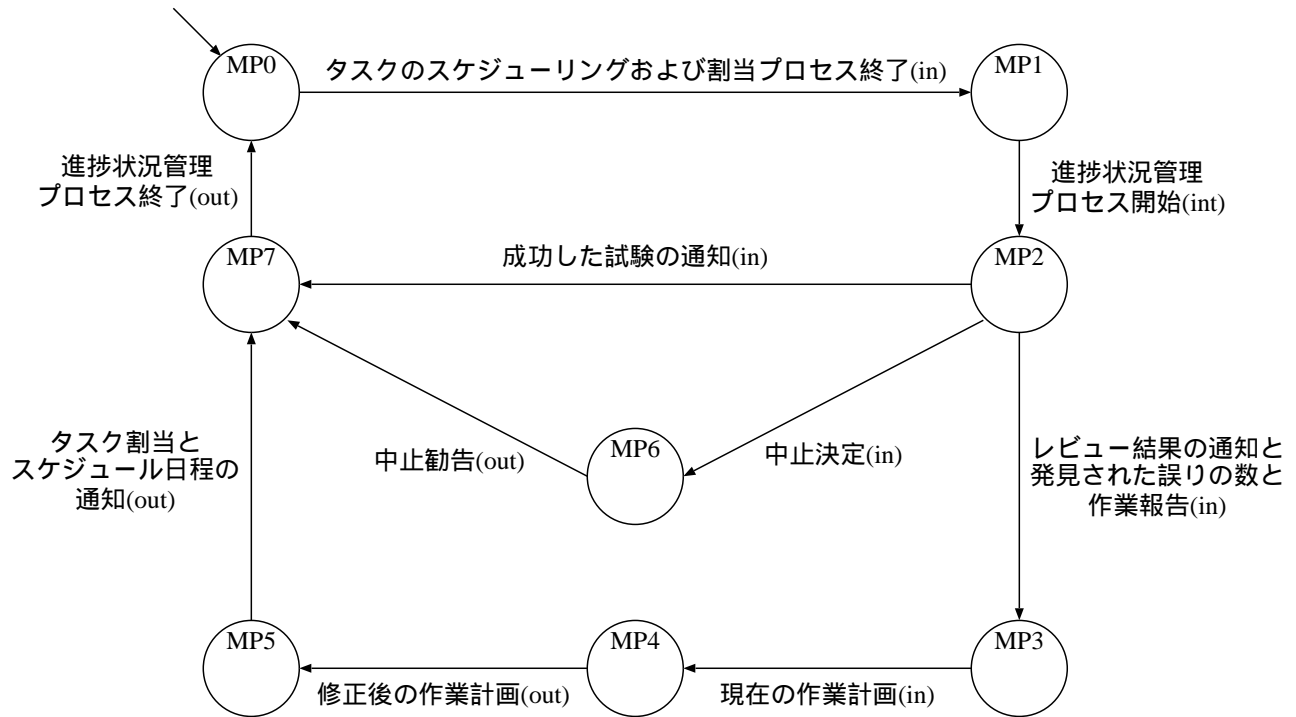 MP0
タスクのスケジューリングおよび割当プロセス終了(in)
MP1
進捗状況管理
プロセス終了(out)
進捗状況管理
プロセス開始(int)
MP7
成功した試験の通知(in)
MP2
タスク割当と
スケジュール日程の
通知(out)
中止勧告(out)
MP6
中止決定(in)
レビュー結果の通知と
発見された誤りの数と
作業報告(in)
MP5
修正後の作業計画(out)
MP4
現在の作業計画(in)
MP3